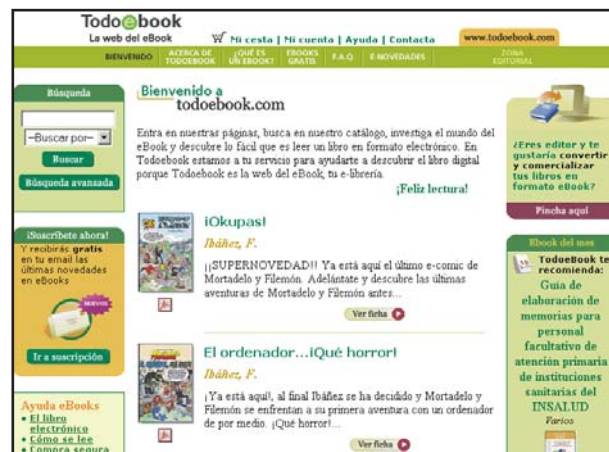 Todoebook
La web del eBook
Mi cesta | Mi cuenta | Ayuda | Contacta
www.todoebook.com
BIENVENIDO
ACERCA DE
TODOEBOOK
¿QUÉ ES
UN EBOOK?
EBOOKS
GRATIS
F.A.Q.
E-NOVEDADES
ZONA
EDITORIAL
Búsqueda
--Buscar por--
Buscar
Búsqueda avanzada
¡Suscríbete ahora!
Y recibirás gratis
en tu email las
últimas novedades
en eBooks
Ir a suscripción
Ayuda eBooks
• El libro
electrónico
• Cómo se lee
• Compra segura
Bienvenido a
todoebook.com
Entra en nuestras páginas, busca en nuestro catálogo, investiga el mundo del
eBook y descubre lo fácil que es leer un libro en formato electrónico. En
Todoebook estamos a tu servicio para ayudarte a descubrir el libro digital
porque Todoebook es la web del eBook, tu e-librería.
¡Feliz lectura!
¡Okupas!
Ibáñez, F.
¡¡SUPERNOVEDAD!! Ya está aquí el último e-comic de
Mortadelo y Filemón. Adelántate y descubre las últimas
aventuras de Mortadelo y Filemón antes...
Ver ficha
El ordenador...¡Qué horror!
Ibáñez, F.
¡Ya está aquí!, al final Ibáñez se ha decidido y Mortadelo y
Filemón se enfrentan a su primera aventura con un ordenador
de por medio. ¡Qué horror!...
Ver ficha
¿Eres editor y te
gustaría convertir
y comercializar
tus libros en
formato eBook?
Pincha aquí
Ebook del mes
TodoeBook te
recomienda:
Guía de
elaboración de
memorias para
personal
facultativo de
atención primaria
de instituciones
sanitarias del
INSALUD
Varios